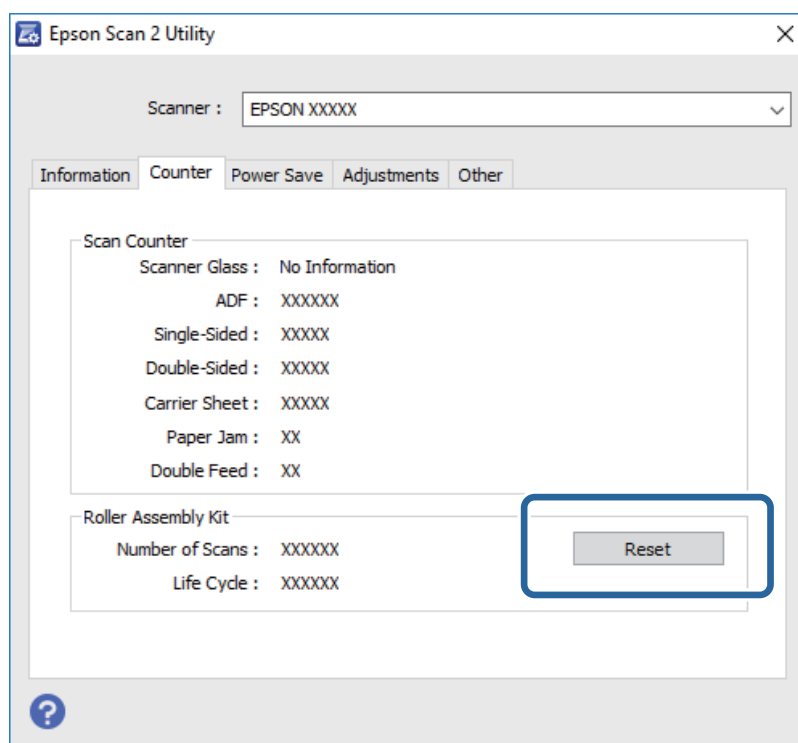 Epson Scan 2 Utility
Scanner : EPSON XXXXX
Information Counter Power Save Adjustments Other
Scan Counter
Scanner Glass : No Information
ADF : XXXXXX
Single-Sided : XXXXX
Double-Sided : XXXXX
Carrier Sheet : XXXXX
Paper Jam : XX
Double Feed : XX
Roller Assembly Kit
Number of Scans : XXXXXX Reset
Life Cycle : XXXXXX
?